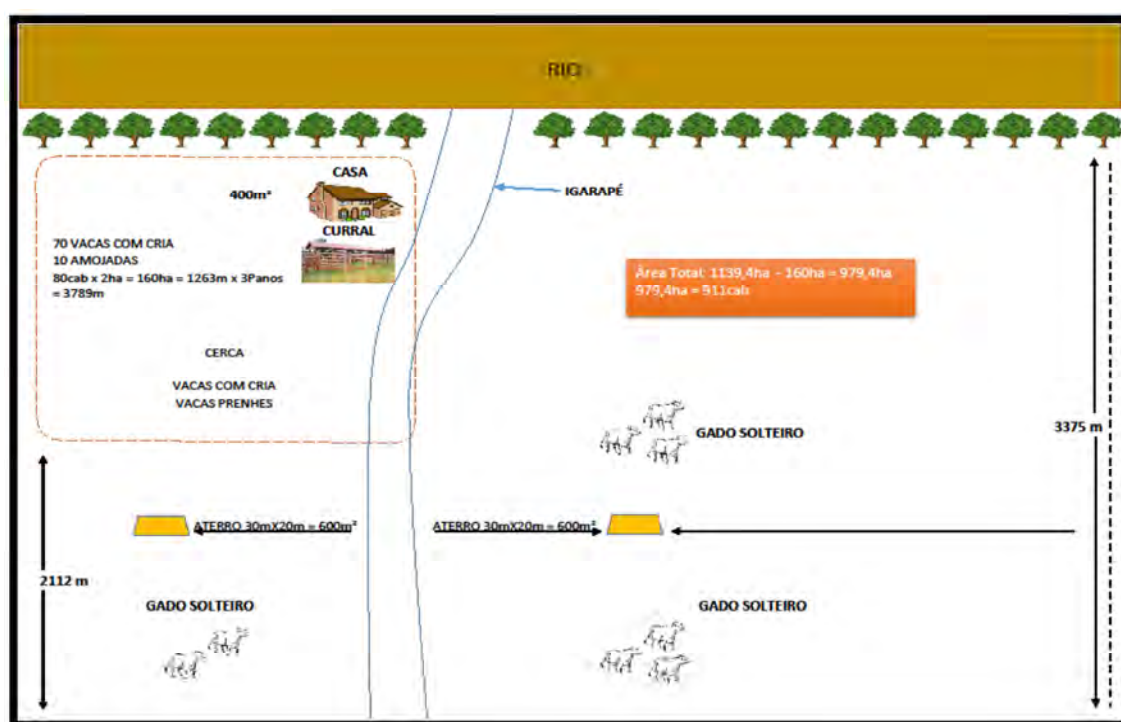 RIO
CASA
400m²
IGARAPÉ
CURRAL
70 VACAS COM CRIA
10 AMOJADAS
80cab x 2ha = 160ha = 1263m x 3Panos
= 3789m
Área Total: 1139,4ha – 160ha = 979,4ha
979,4ha = 911cab
CERCA
VACAS COM CRIA
VACAS PRENHES
GADO SOLTEIRO
3375 m
ATERRO 30mX20m = 600m²
ATERRO 30mX20m = 600m²
2112 m
GADO SOLTEIRO
GADO SOLTEIRO